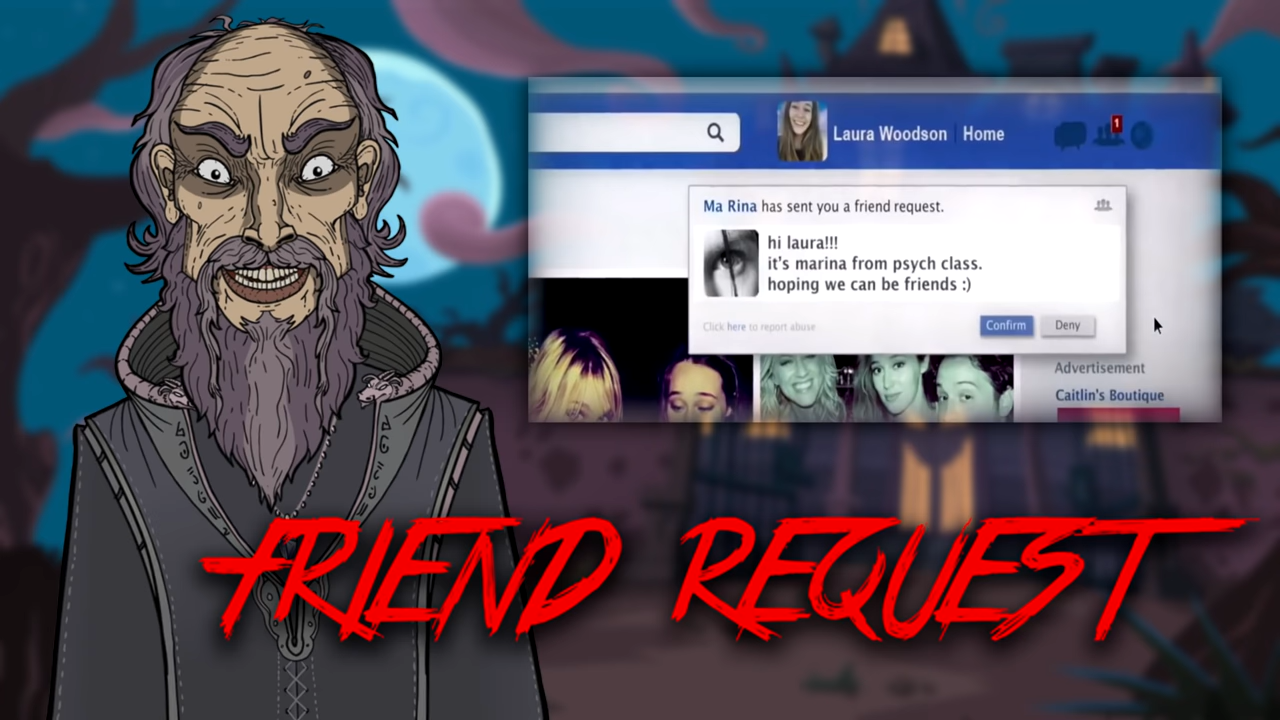 Laura Woodson Home
1
Ma Rina has sent you a friend request.
hi laura!!!
it's marina from psych class.
hoping we can be friends :)
Click here to report abuse
Confirm Deny
Advertisement
Caitlin's Boutique
FRIEND REQUEST